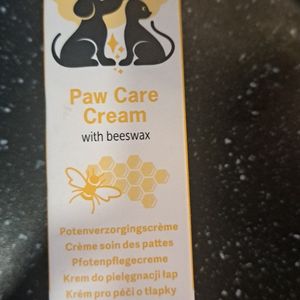 Paw Care
Cream
with beeswax
Potenverzorgingscrème
Crème soin des pattes
Pfotenpflegecreme
Krem do pielęgnacji łap
Krém pro péči o tlapky